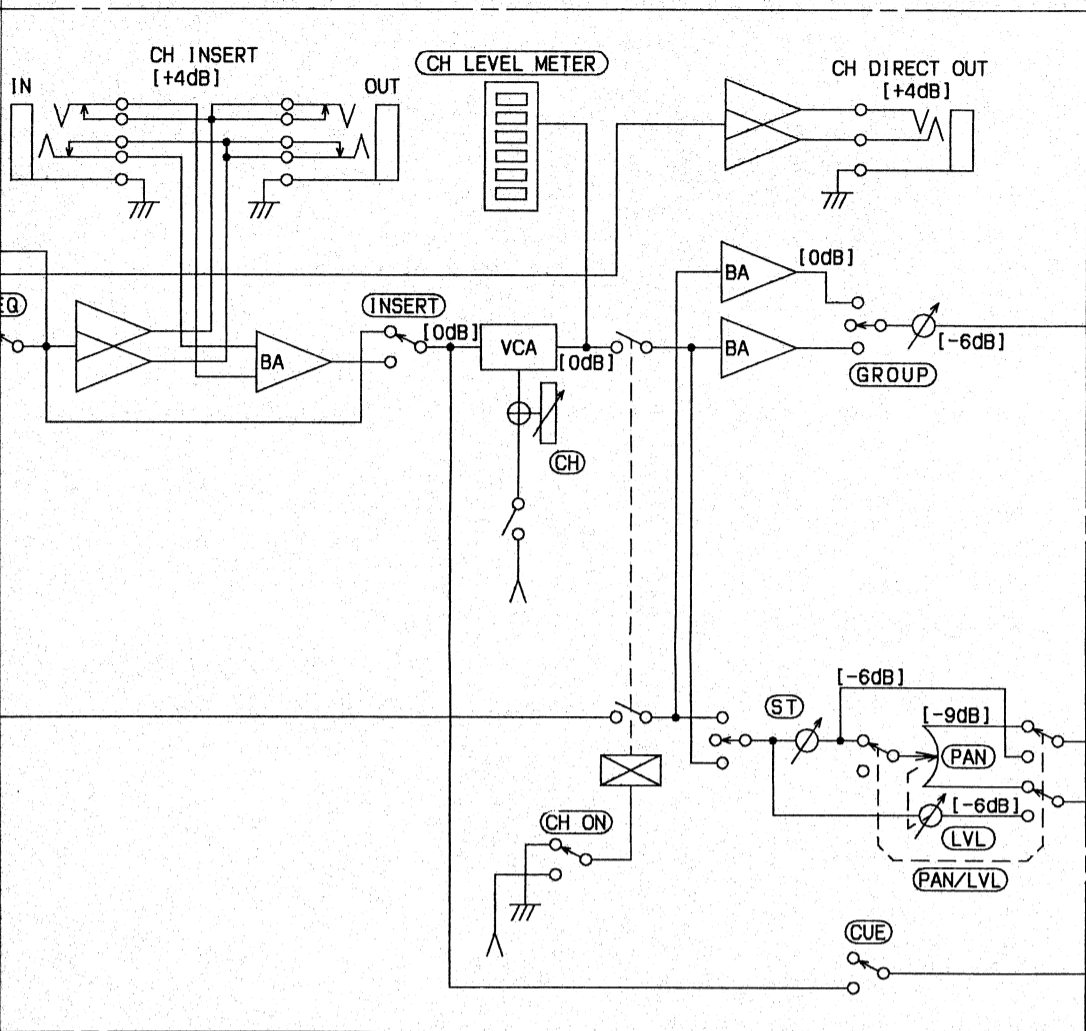 CH INSERT
[+4dB]
IN
OUT
CH LEVEL METER
CH DIRECT OUT
[+4dB]
EQ
INSERT
[0dB]
VCA
[0dB]
BA
BA
[0dB]
BA
GROUP
[-6dB]
CH
[-6dB]
ST
[-9dB]
PAN
[-6dB]
LVL
PAN/LVL
CH ON
CUE